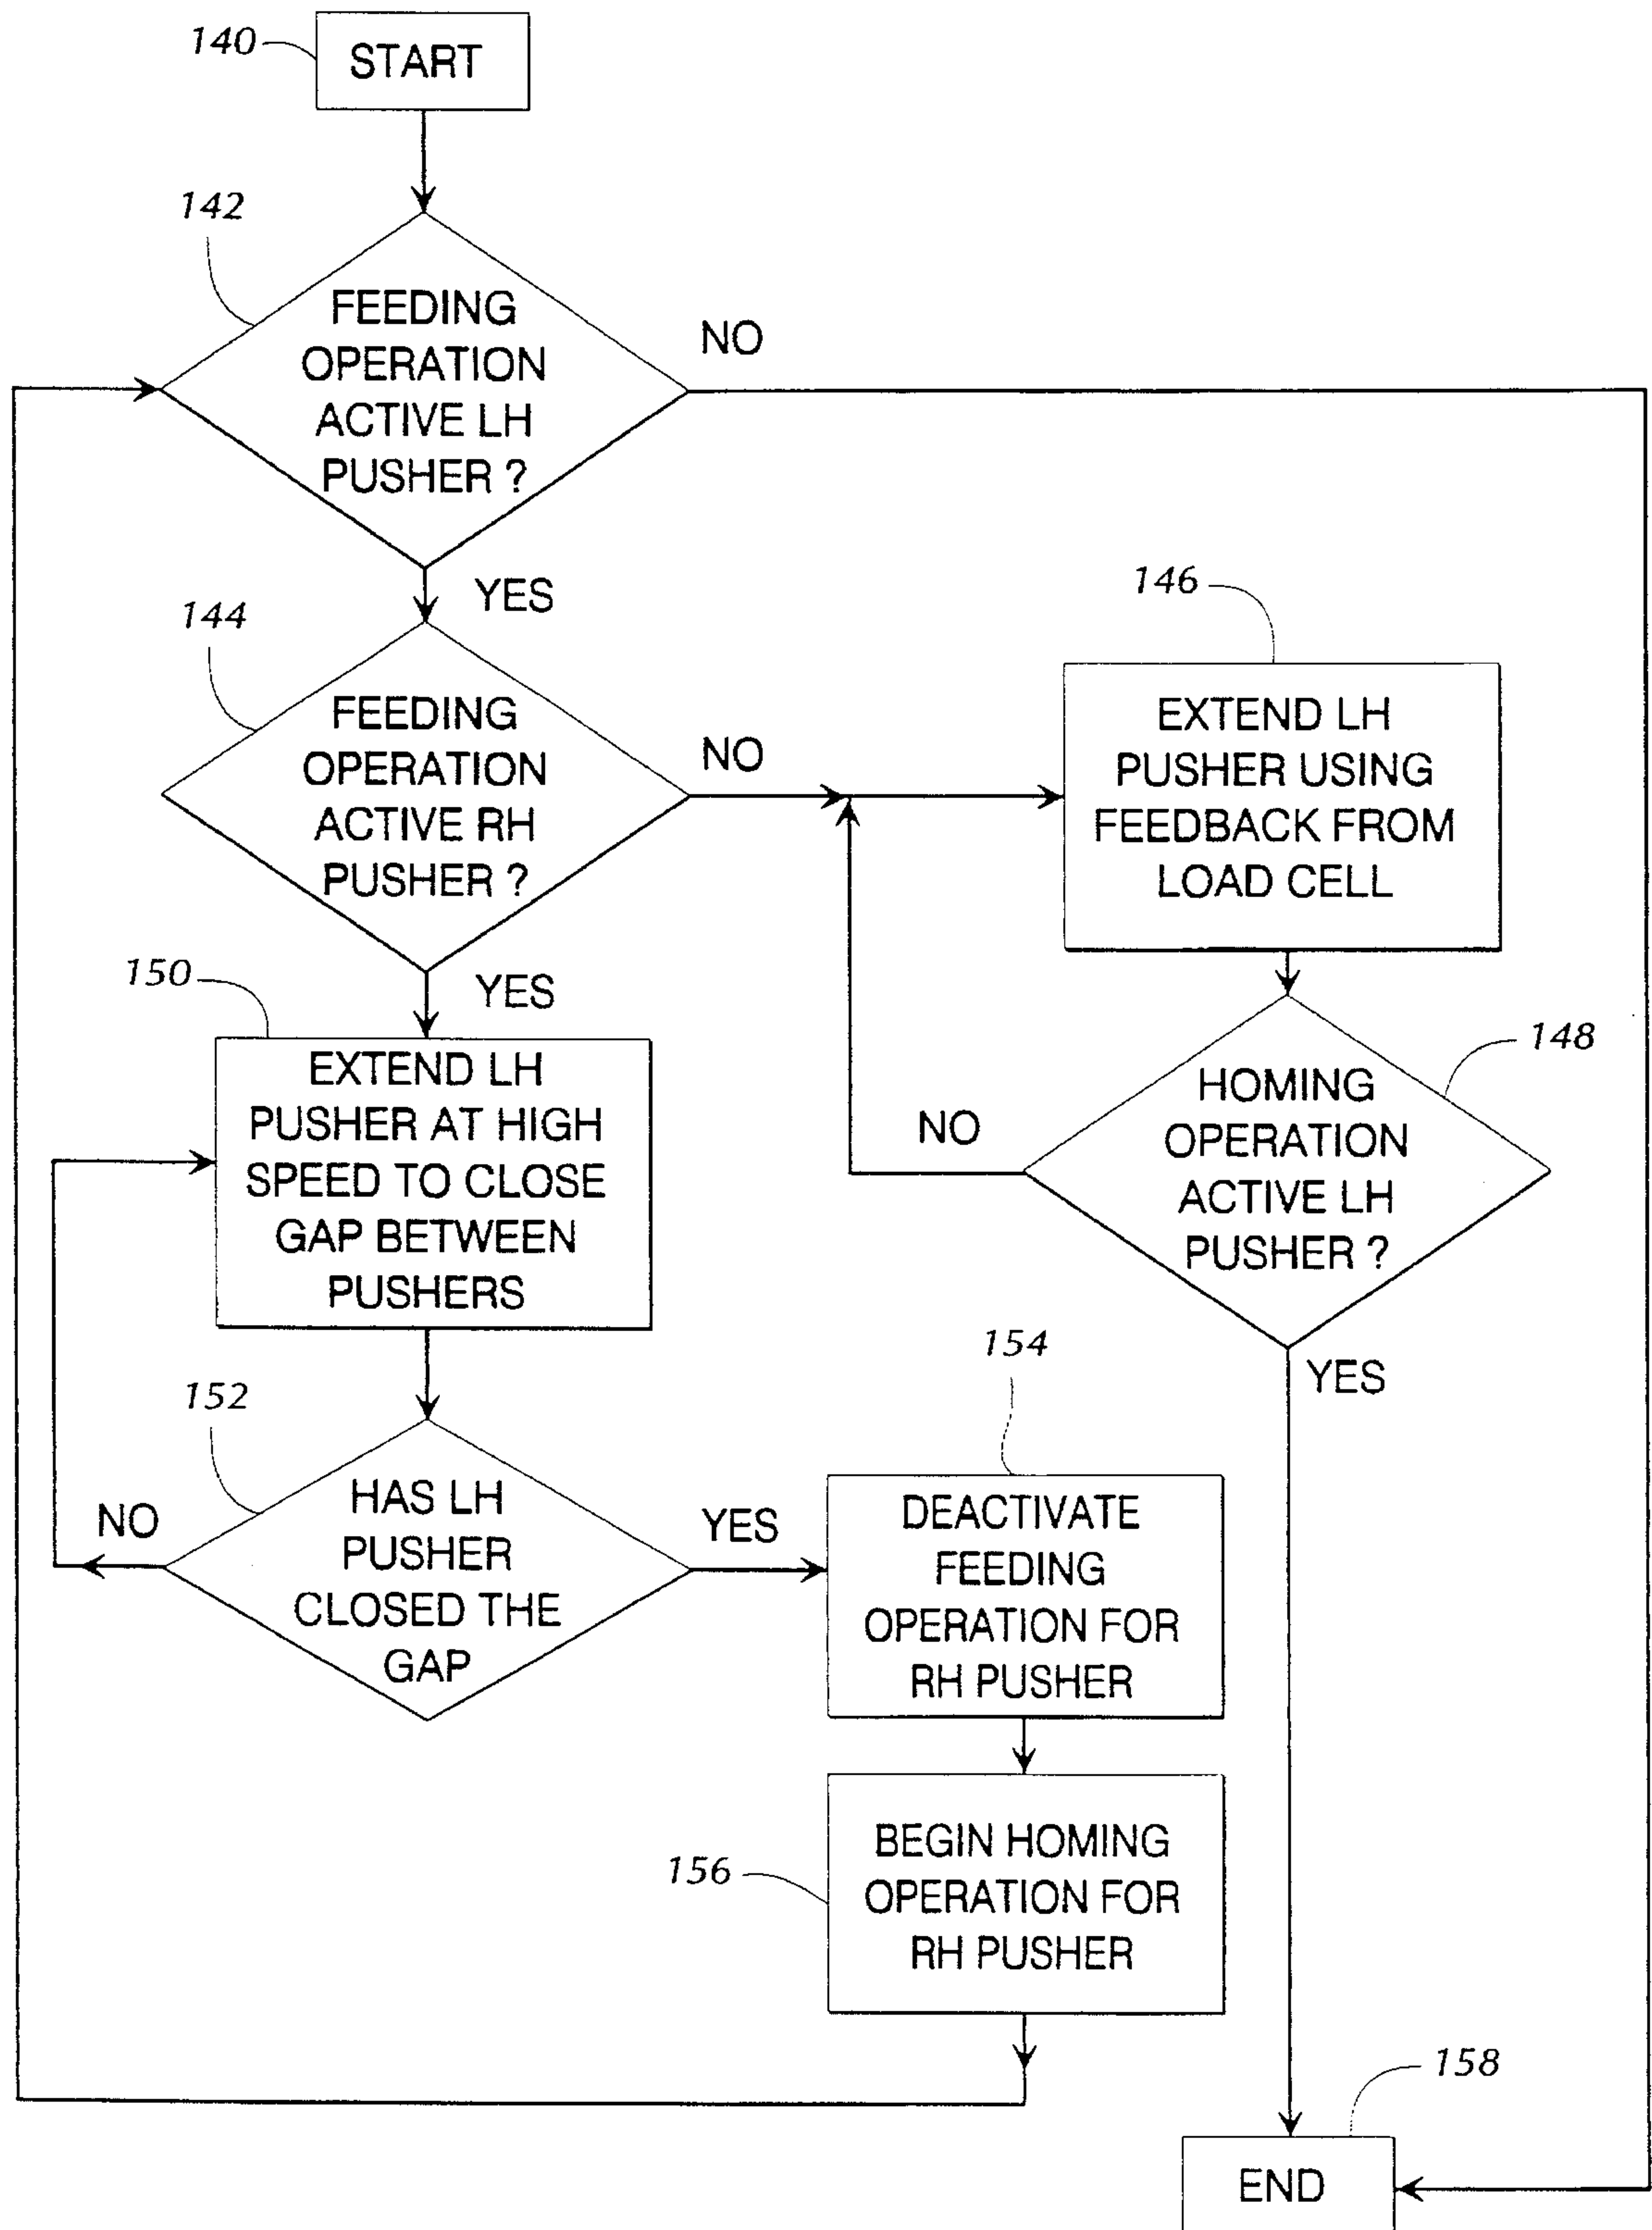 140
START
142
FEEDING
OPERATION
ACTIVE LH
PUSHER ?
NO
YES
144
FEEDING
OPERATION
ACTIVE RH
PUSHER ?
NO
146
EXTEND LH
PUSHER USING
FEEDBACK FROM
LOAD CELL
YES
148
HOMING
OPERATION
ACTIVE LH
PUSHER ?
NO
YES
150
EXTEND LH
PUSHER AT HIGH
SPEED TO CLOSE
GAP BETWEEN
PUSHERS
152
HAS LH
PUSHER
CLOSED THE
GAP
NO
YES
154
DEACTIVATE
FEEDING
OPERATION FOR
RH PUSHER
156
BEGIN HOMING
OPERATION FOR
RH PUSHER
158
END